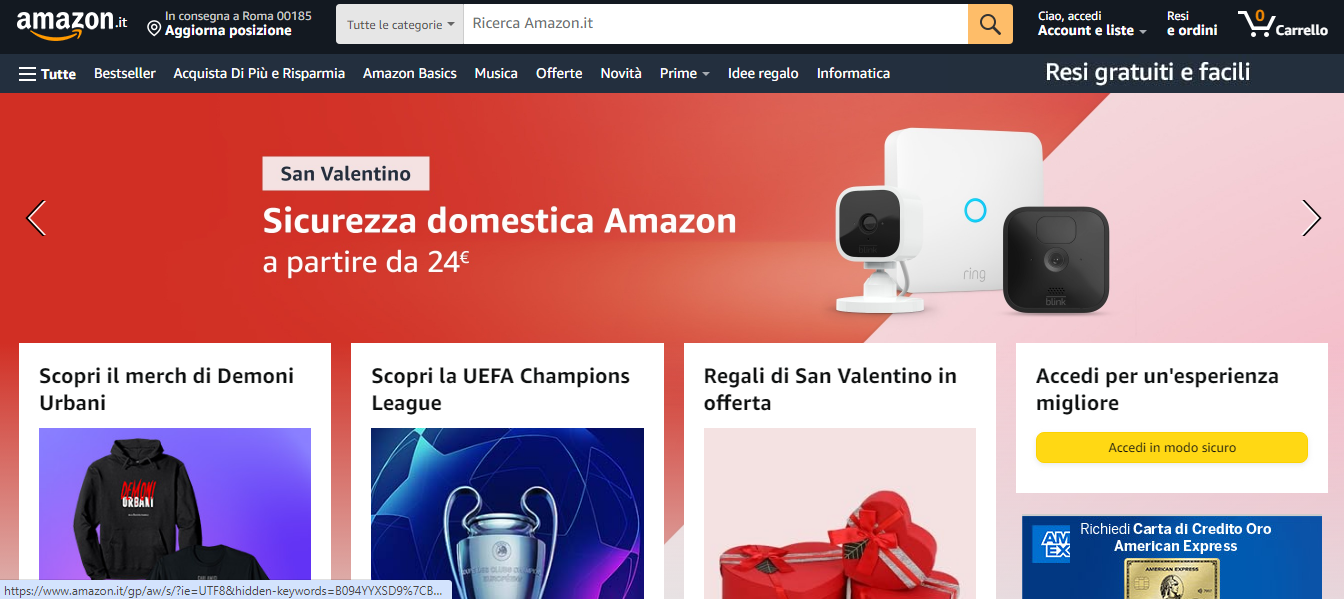 amazon.it
In consegna a Roma 00185
Aggiorna posizione
Tutte le categorie
Ricerca Amazon.it
Ciao, accedi
Account e liste
Resi
e ordini
0
Carrello
Tutte
Bestseller
Acquista Di Più e Risparmia
Amazon Basics
Musica
Offerte
Novità
Prime
Idee regalo
Informatica
Resi gratuiti e facili
San Valentino
Sicurezza domestica Amazon
a partire da 24€
ring
blink
Scopri il merch di Demoni
Urbani
DEMONI
URBANI
Scopri la UEFA Champions
League
Regali di San Valentino in
offerta
Accedi per un'esperienza
migliore
Accedi in modo sicuro
AM
EX
Richiedi Carta di Credito Oro
American Express
AMERICAN EXPRESS
https://www.amazon.it/gp/aw/s/?ie=UTF8&hidden-keywords=B094YYXSD9%7CB...